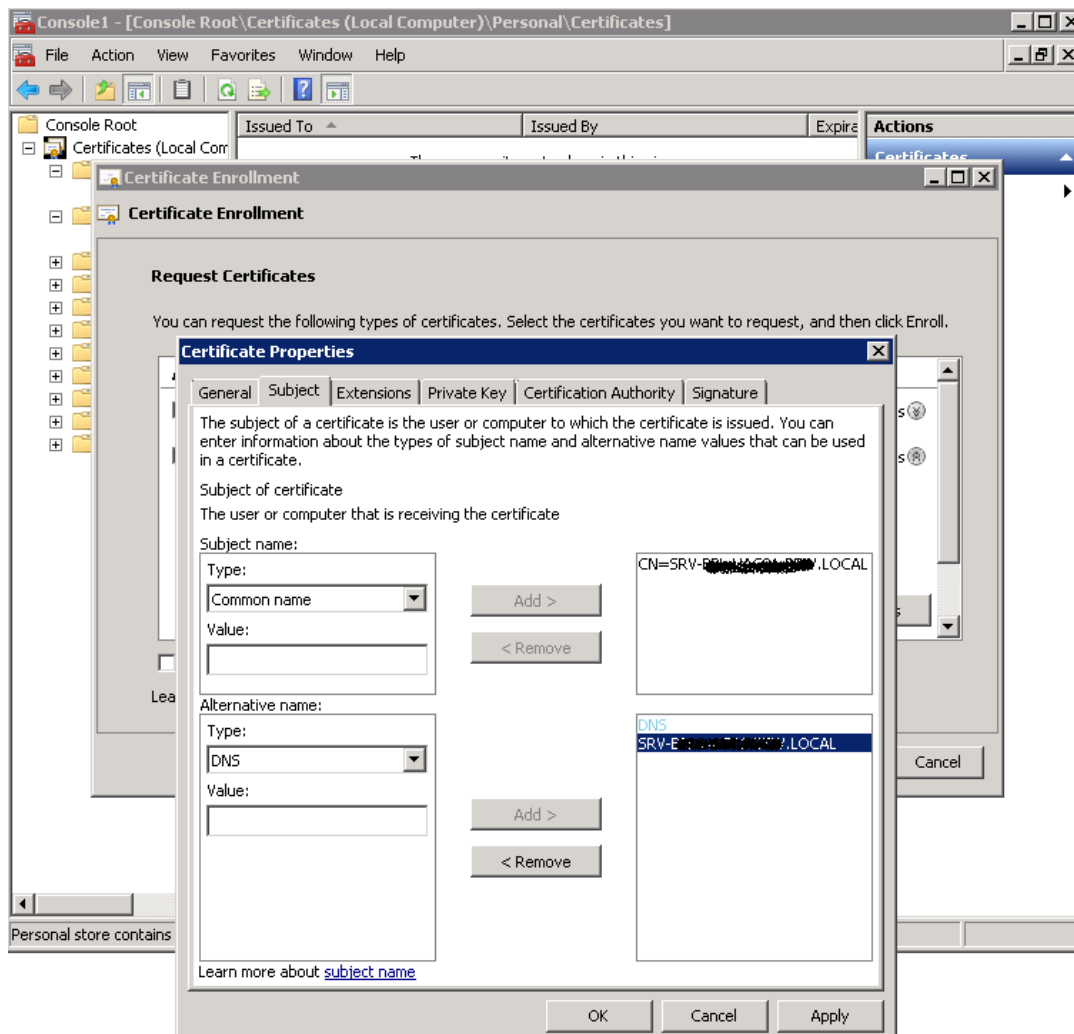 Console1 - [Console Root\Certificates (Local Computer)\Personal\Certificates]
File Action View Favorites Window Help
Console Root
Issued To
Issued By
Expira
Actions
Certificates (Local Com
Certificates
Certificate Enrollment
Certificate Enrollment
Request Certificates
You can request the following types of certificates. Select the certificates you want to request, and then click Enroll.
Certificate Properties
General Subject Extensions Private Key Certification Authority Signature
The subject of a certificate is the user or computer to which the certificate is issued. You can
enter information about the types of subject name and alternative name values that can be used
in a certificate.
Subject of certificate
The user or computer that is receiving the certificate
Subject name:
Type:
Common name
Value:
Add >
< Remove
CN=SRV- .LOCAL
Lea
Alternative name:
Type:
DNS
Value:
Add >
< Remove
DNS
SRV- .LOCAL
Cancel
Personal store contains
Learn more about subject name
OK Cancel Apply